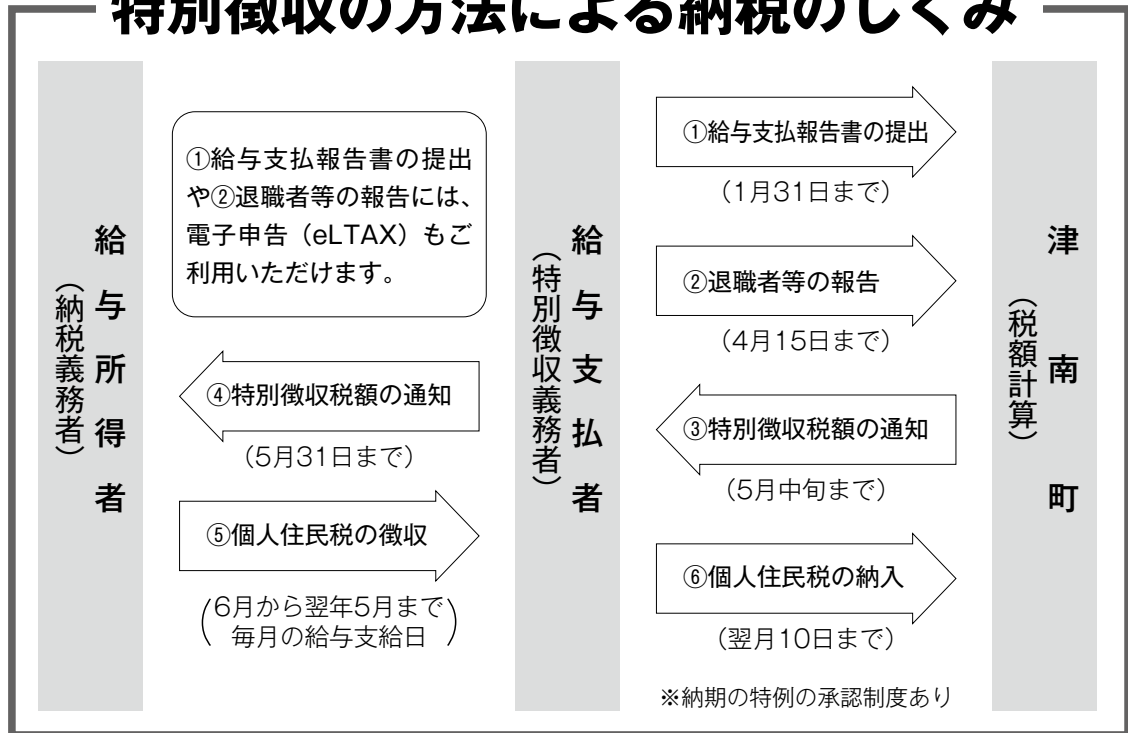 特別徴収の方法による納税のしくみ
給与所得者
（納税義務者）
①給与支払報告書の提出
や②退職者等の報告には、
電子申告（eLTAX）もご
利用いただけます。
④特別徴収税額の通知
（5月31日まで）
⑤個人住民税の徴収
（6月から翌年5月まで
毎月の給与支給日）
給与支払者
（特別徴収義務者）
①給与支払報告書の提出
（1月31日まで）
②退職者等の報告
（4月15日まで）
③特別徴収税額の通知
（5月中旬まで）
⑥個人住民税の納入
（翌月10日まで）
※納期の特例の承認制度あり
津南町
（税額計算）